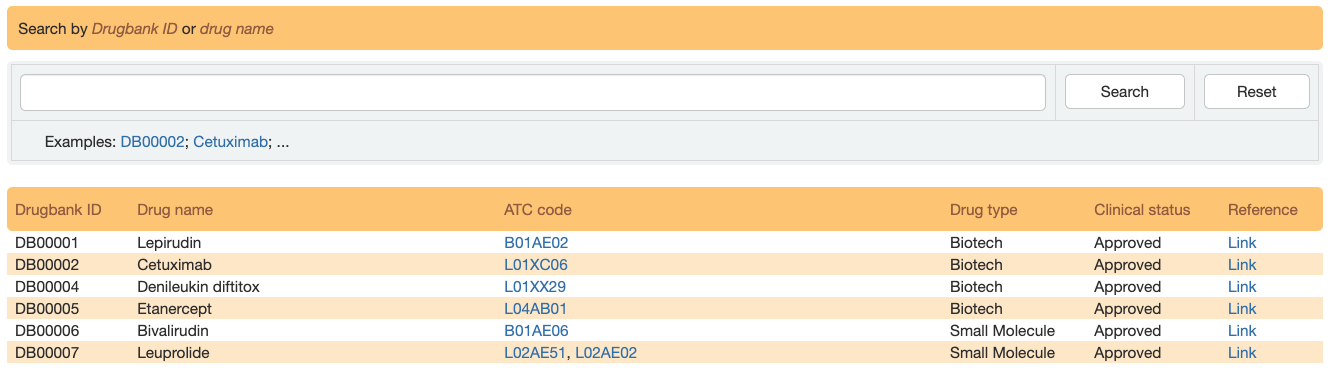 Search by Drugbank ID or drug name
Search Reset
Examples: DB00002; Cetuximab; ...
Drugbank ID Drug name ATC code Drug type Clinical status Reference
DB00001 Lepirudin B01AE02 Biotech Approved Link
DB00002 Cetuximab L01XC06 Biotech Approved Link
DB00004 Denileukin diftitox L01XX29 Biotech Approved Link
DB00005 Etanercept L04AB01 Biotech Approved Link
DB00006 Bivalirudin B01AE06 Small Molecule Approved Link
DB00007 Leuprolide L02AE51, L02AE02 Small Molecule Approved Link